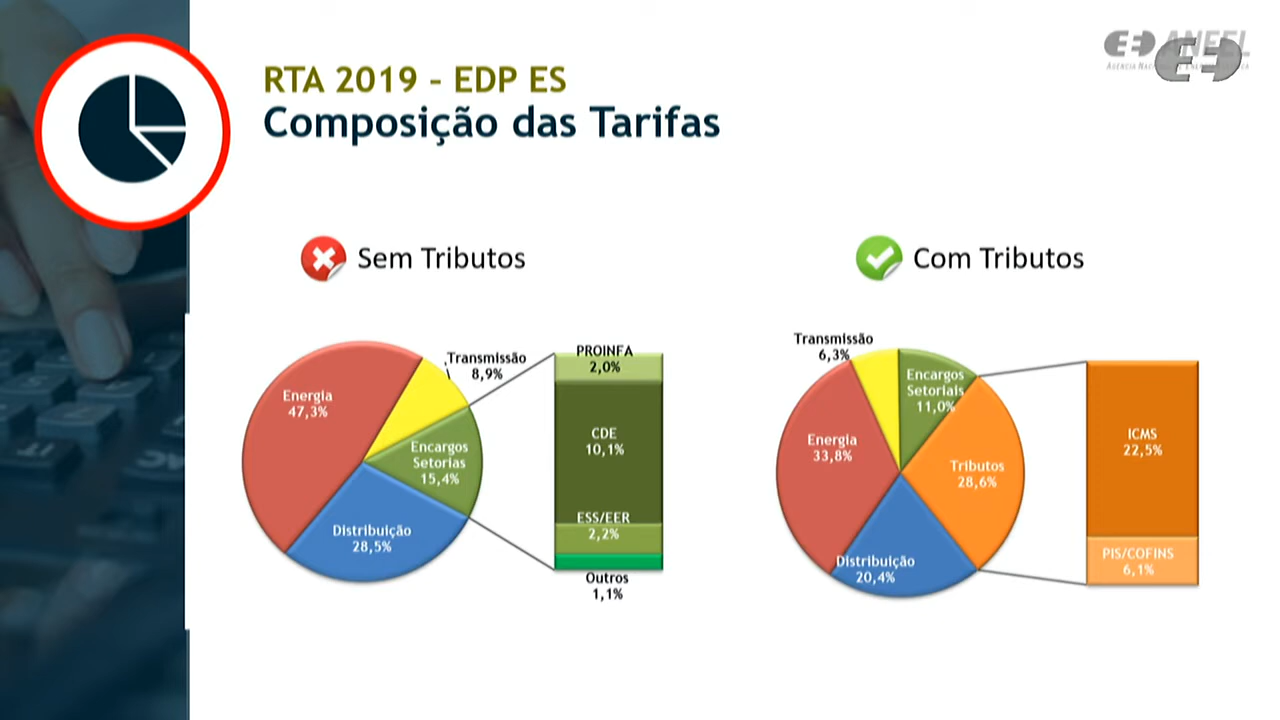 RTA 2019 – EDP ES
Composição das Tarifas
ANEEL
Sem Tributos
Com Tributos
Transmissão
8,9%
Energia
47,3%
Encargos
Setorias
15,4%
Distribuição
28,5%
PROINFA
2,0%
CDE
10,1%
ESS/EER
2,2%
Outros
1,1%
Transmissão
6,3%
Encargos
Setoriais
11,0%
Energia
33,8%
Tributos
28,6%
Distribuição
20,4%
ICMS
22,5%
PIS/COFINS
6,1%